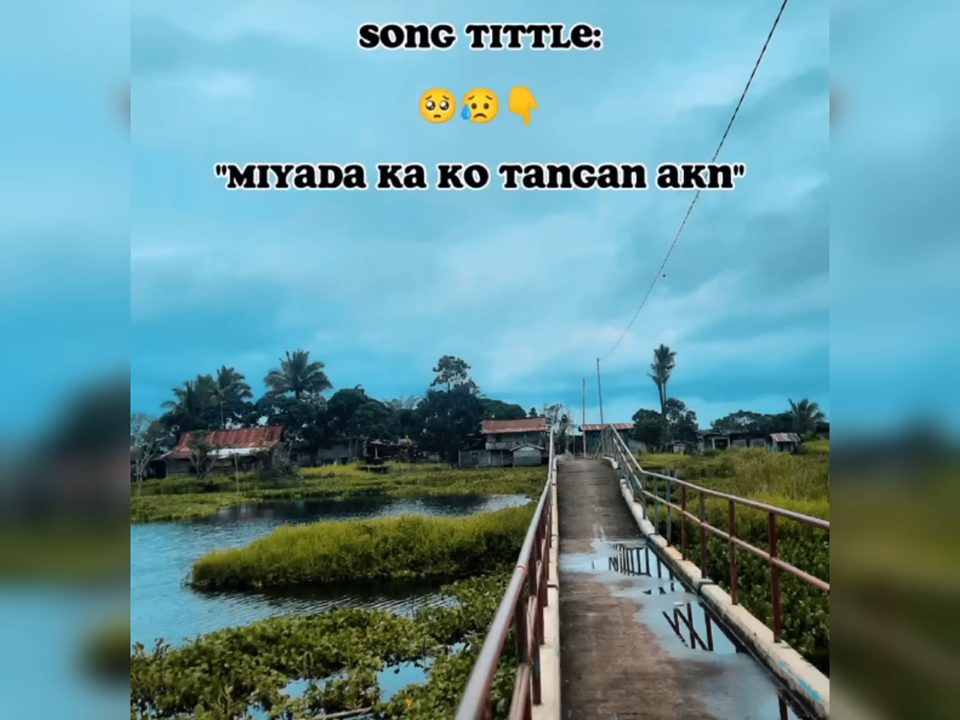 SONG TITTLE:
🥺😥👇
"MIYADA KA KO TANGAN AKN"